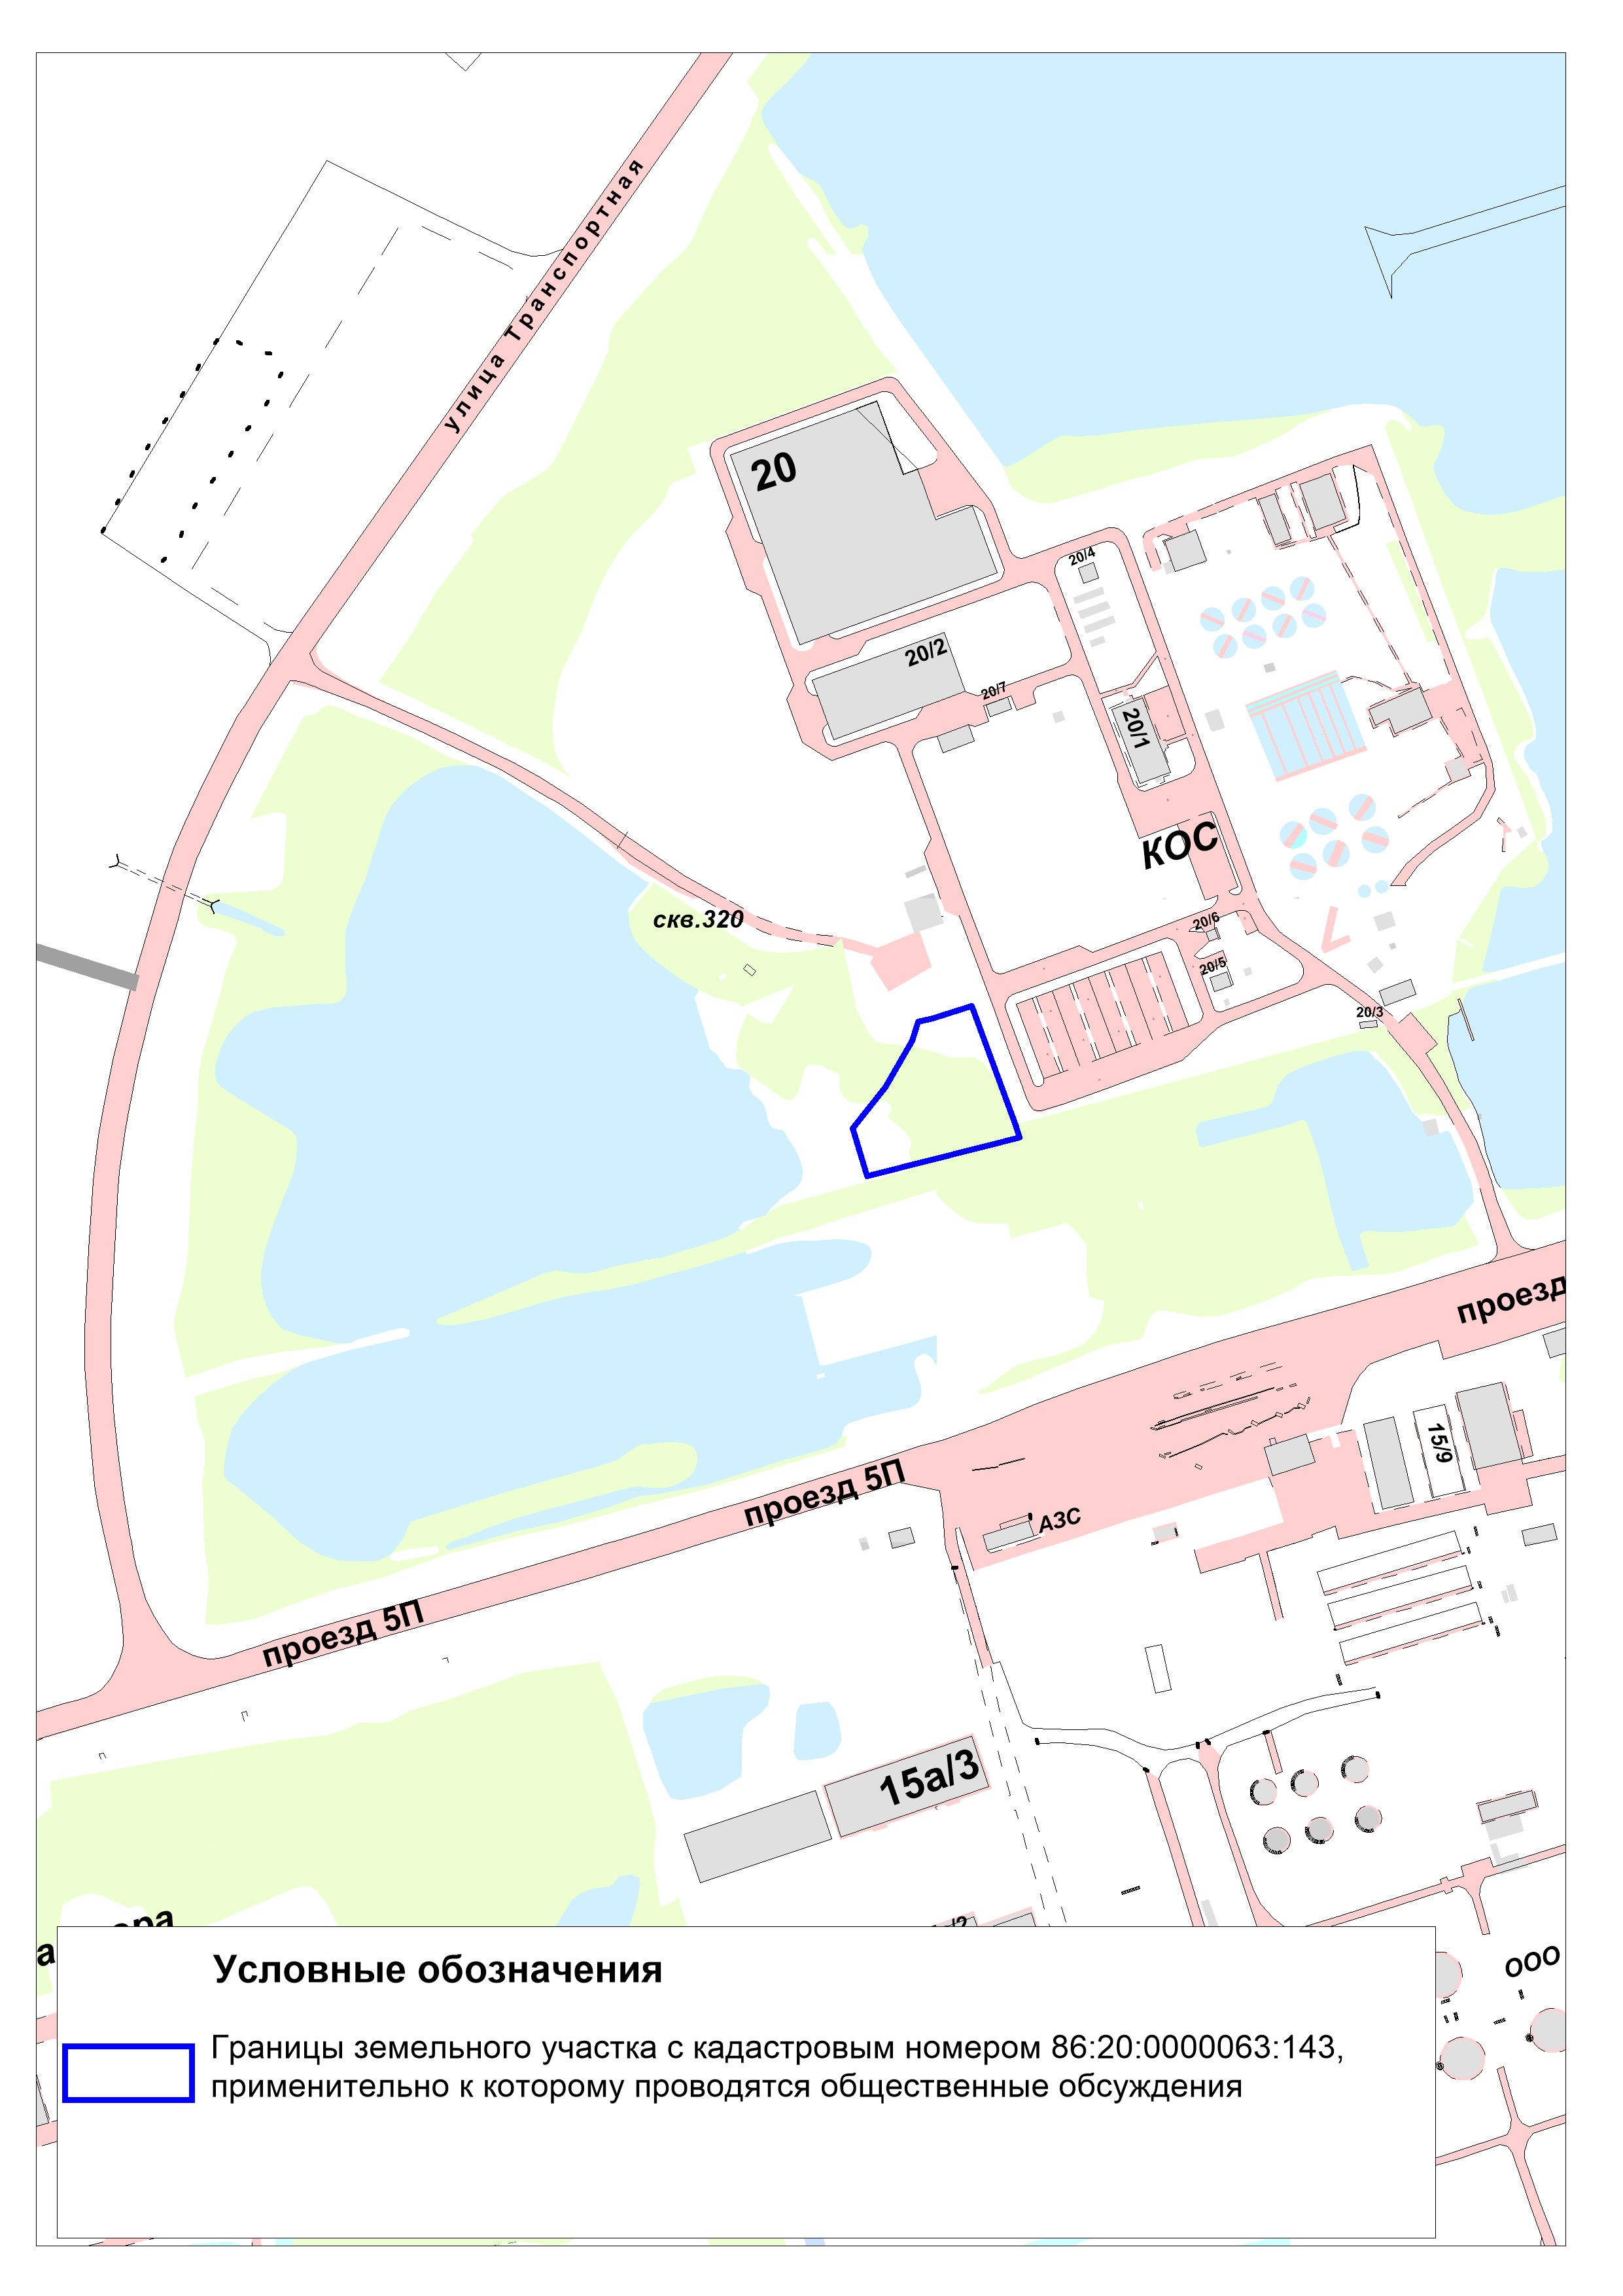 улица Транспортная
20
20/4
20/2
20/7
20/1
КОС
скв.320
20/6
20/5
20/3
проезд
15/9
проезд 5П
АЗС
проезд 5П
15а/3
ООО
Условные обозначения
Границы земельного участка с кадастровым номером 86:20:0000063:143,
применительно к которому проводятся общественные обсуждения